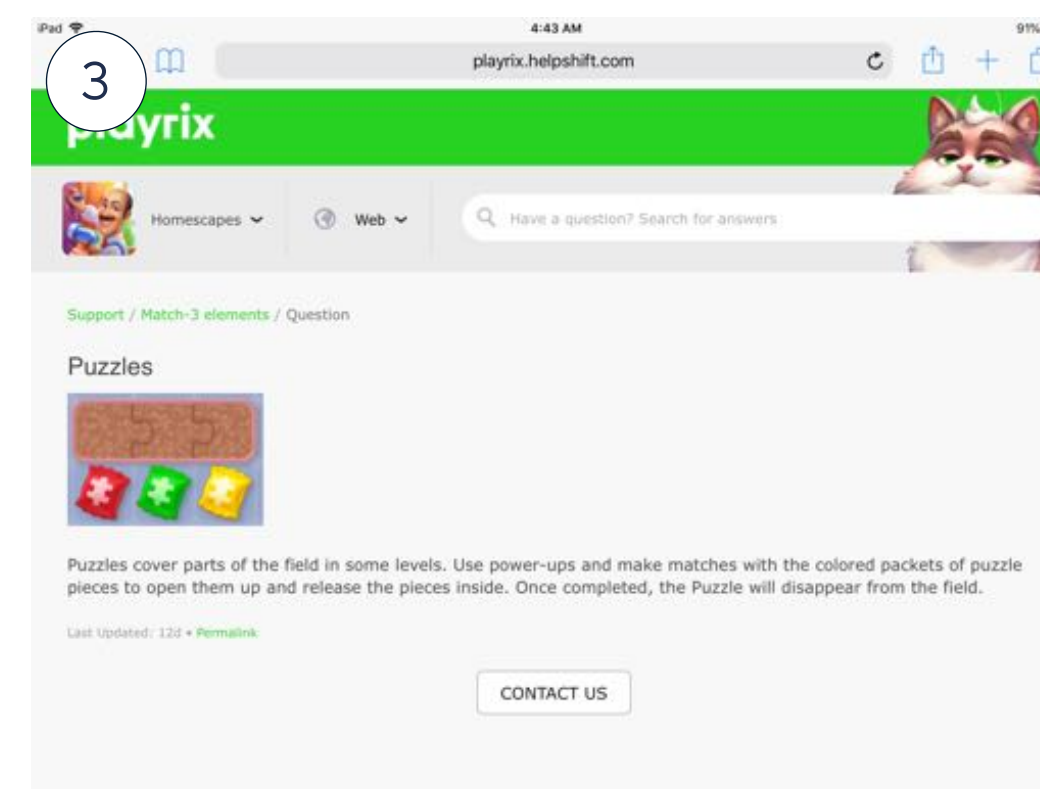 iPad 4:43 AM 91%
3
playrix.helpshift.com
playrix
Homescapes Web Have a question? Search for answers
Support / Match-3 elements / Question
Puzzles
Puzzles cover parts of the field in some levels. Use power-ups and make matches with the colored packets of puzzle
pieces to open them up and release the pieces inside. Once completed, the Puzzle will disappear from the field.
Last Updated: 12d • Permalink
CONTACT US